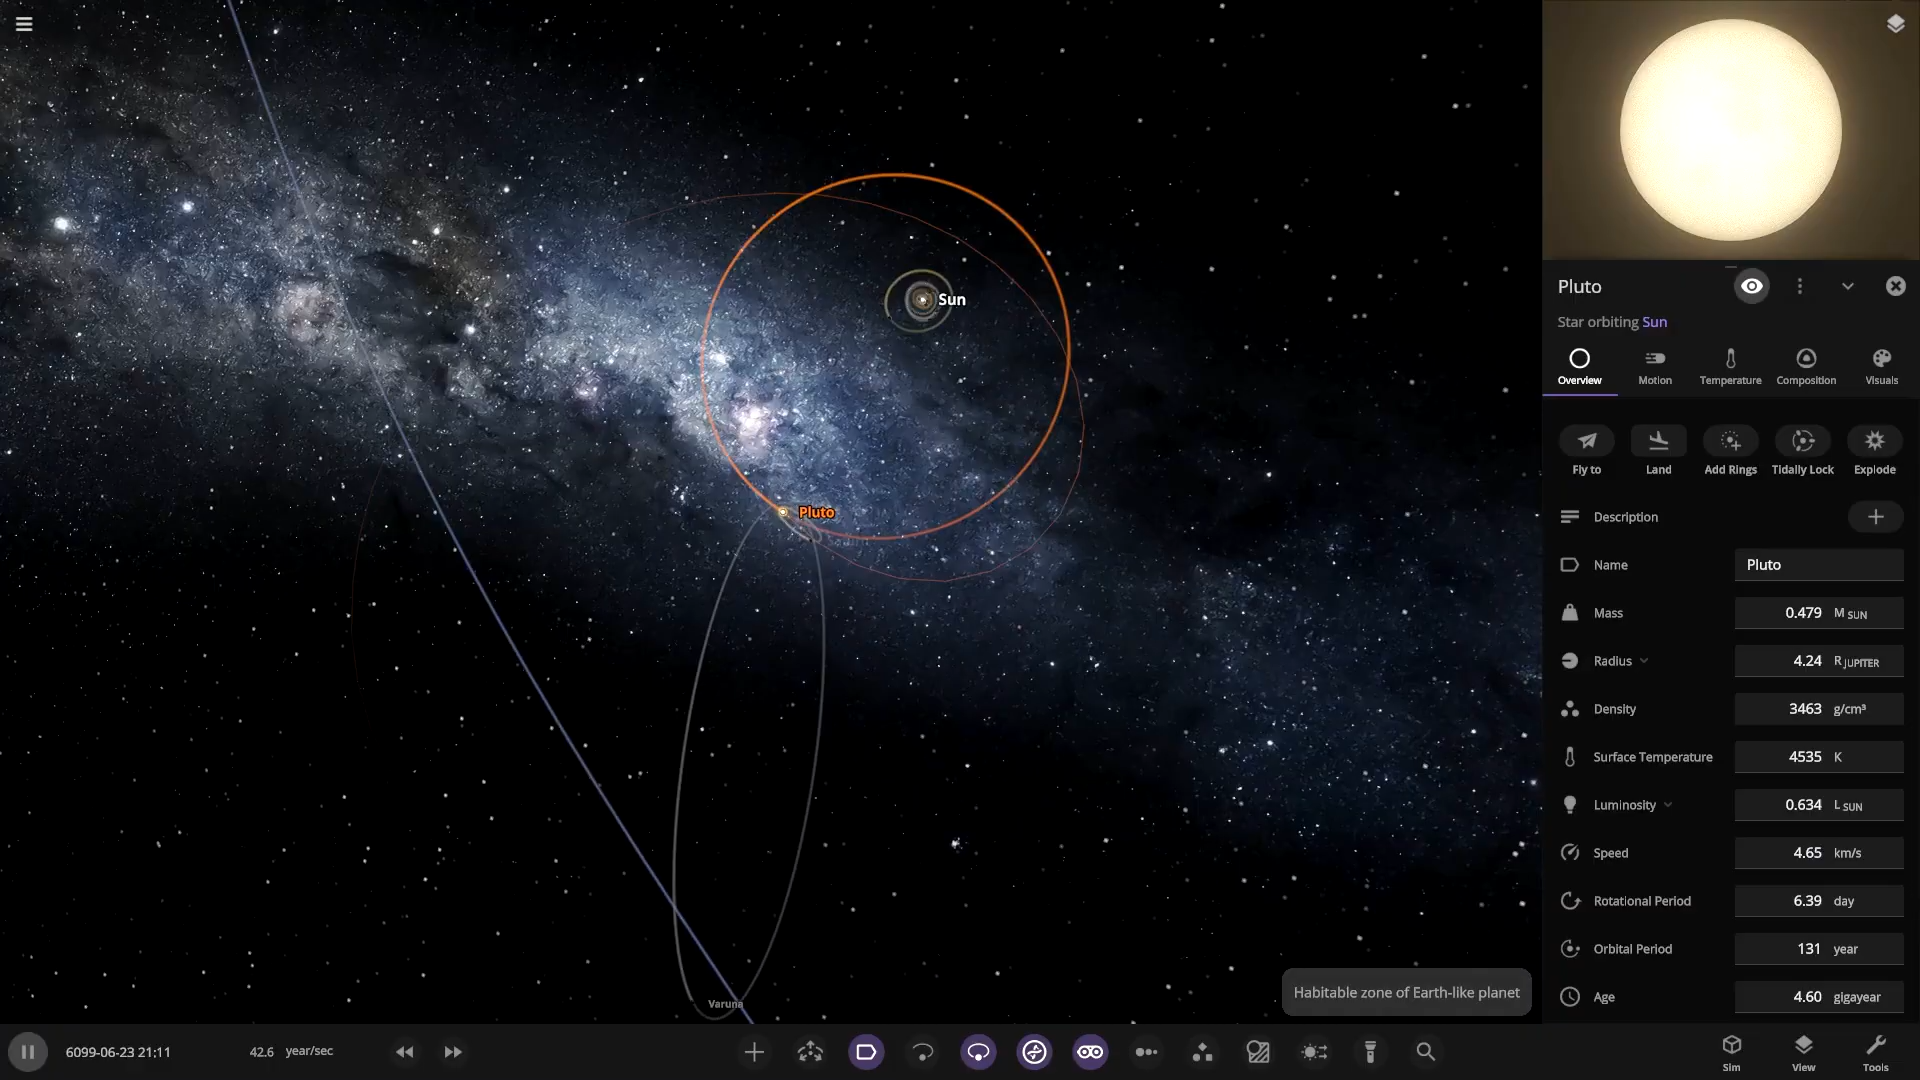 Sun
Pluto
Varuna
Habitable zone of Earth-like planet
Pluto
Star orbiting Sun
Overview
Motion
Temperature
Composition
Visuals
Fly to
Land
Add Rings
Tidally Lock
Explode
Description
Name Pluto
Mass 0.479 M SUN
Radius 4.24 R JUPITER
Density 3463 g/cm³
Surface Temperature 4535 K
Luminosity 0.634 L SUN
Speed 4.65 km/s
Rotational Period 6.39 day
Orbital Period 131 year
Age 4.60 gigayear
6099-06-23 21:11
42.6 year/sec
Sim
View
Tools